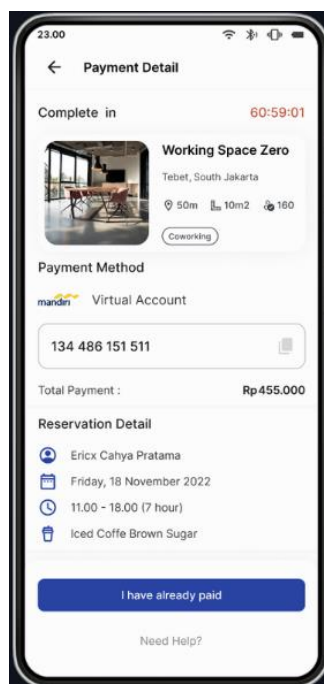 23.00
Payment Detail
Complete in 60:59:01
Working Space Zero
Tebet, South Jakarta
50m 10m2 160
Coworking
Payment Method
mandiri Virtual Account
134 486 151 511
Total Payment : Rp455.000
Reservation Detail
Ericx Cahya Pratama
Friday, 18 November 2022
11.00 - 18.00 (7 hour)
Iced Coffe Brown Sugar
I have already paid
Need Help?